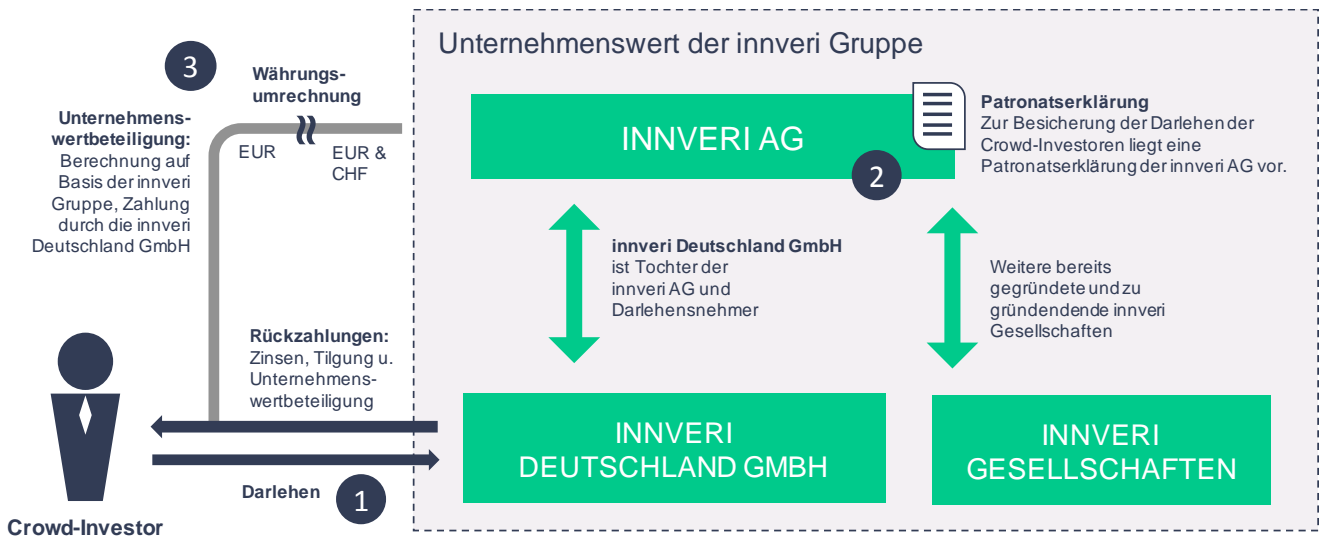 Unternehmenswert der innveri Gruppe
3
Währungs-
umrechnung
Unternehmens-
wertbeteiligung:
Berechnung auf
Basis der innveri
Gruppe, Zahlung
durch die innveri
Deutschland GmbH
EUR
EUR &
CHF
INNVERI AG
2
Patronatserklärung
Zur Besicherung der Darlehen der
Crowd-Investoren liegt eine
Patronatserklärung der innveri AG vor.
innveri Deutschland GmbH
ist Tochter der
innveri AG und
Darlehensnehmer
Weitere bereits
gegründete und zu
gründendende innveri
Gesellschaften
Rückzahlungen:
Zinsen, Tilgung u.
Unternehmens-
wertbeteiligung
INNVERI
DEUTSCHLAND GMBH
INNVERI
GESELLSCHAFTEN
Darlehen
1
Crowd-Investor